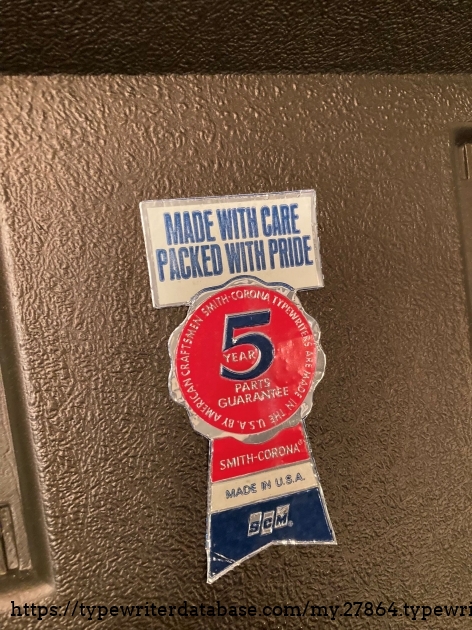 MADE WITH CARE
PACKED WITH PRIDE
SMITH-CORONA TYPEWRITERS ARE MADE IN THE U.S.A. BY AMERICAN CRAFTSMEN
5
YEAR
PARTS
GUARANTEE
SMITH-CORONA®
MADE IN U.S.A.
SCM®
https://typewriterdatabase.com/my.27864.typewri